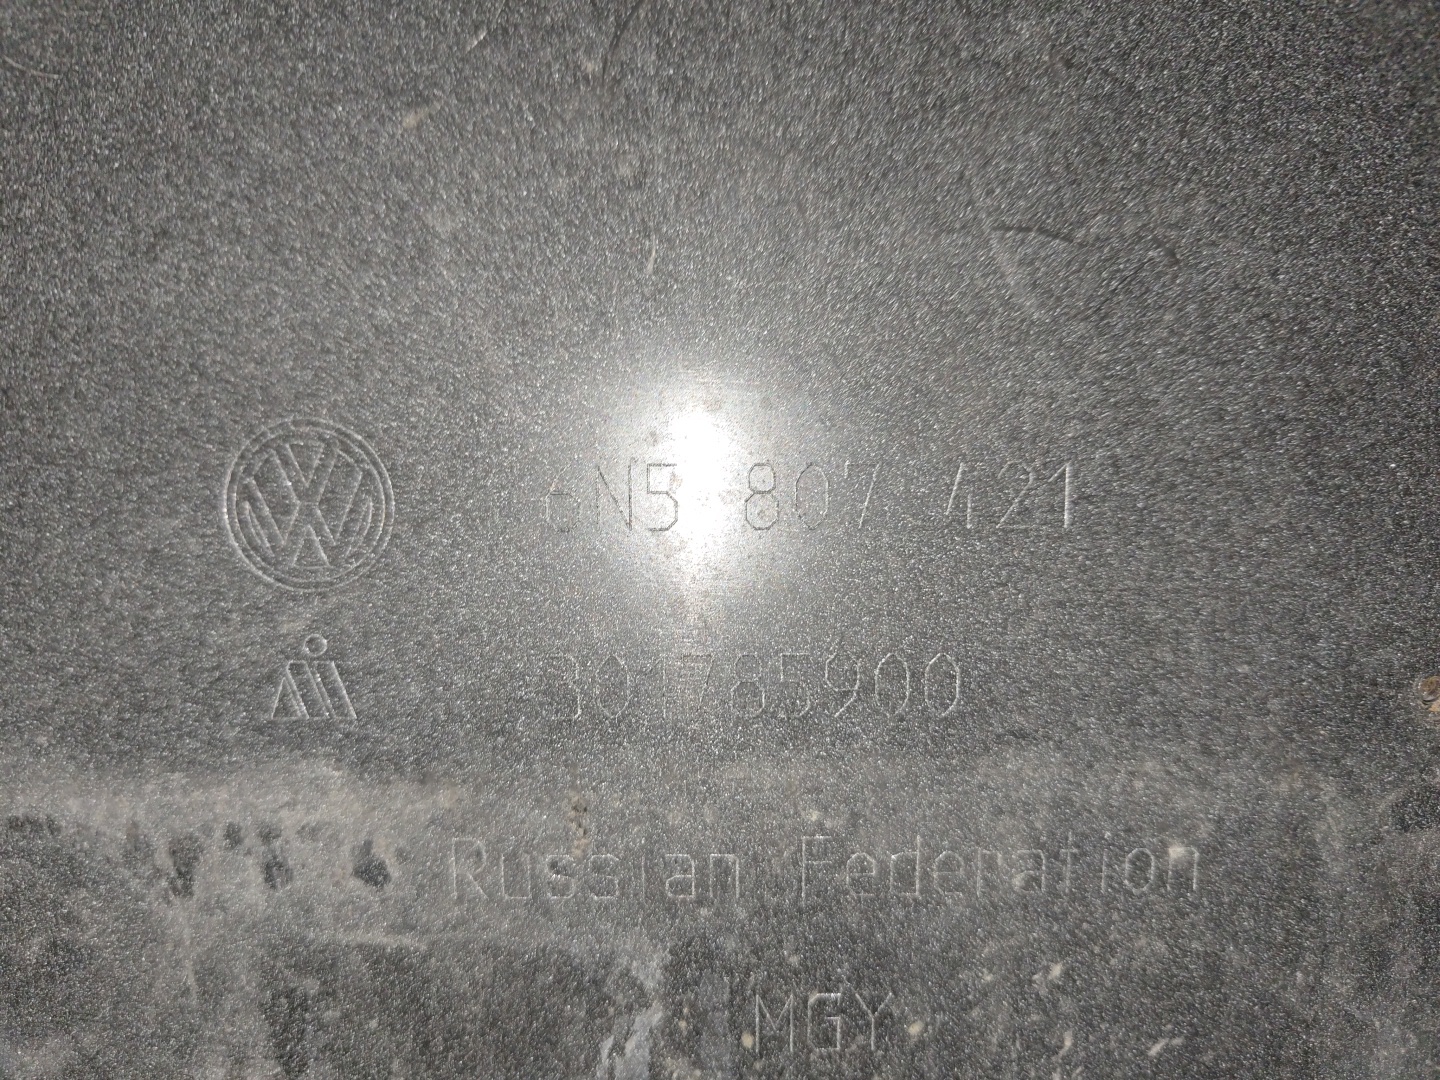 6N5 807 421
301785900
Russian Federation
MGY